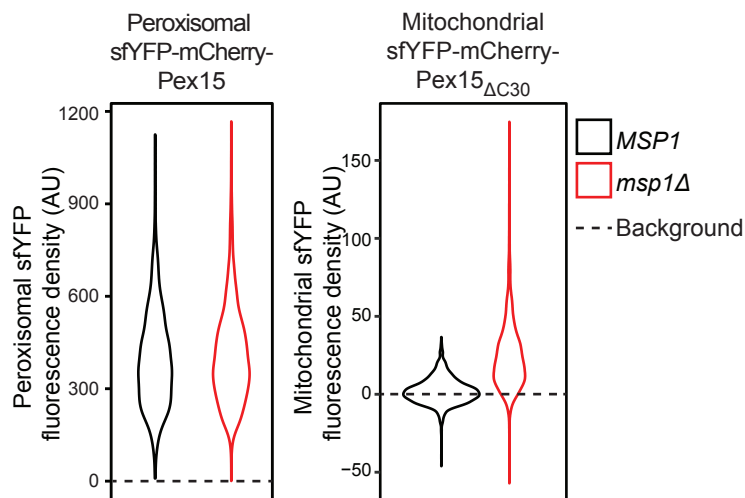 Peroxisomal
sfYFP-mCherry-
Pex15
Peroxisomal sfYFP
fluorescence density (AU)
1200
900
600
300
0
Mitochondrial
sfYFP-mCherry-
Pex15ΔC30
Mitochondrial sfYFP
fluorescence density (AU)
150
100
50
0
−50
MSP1
msp1Δ
Background